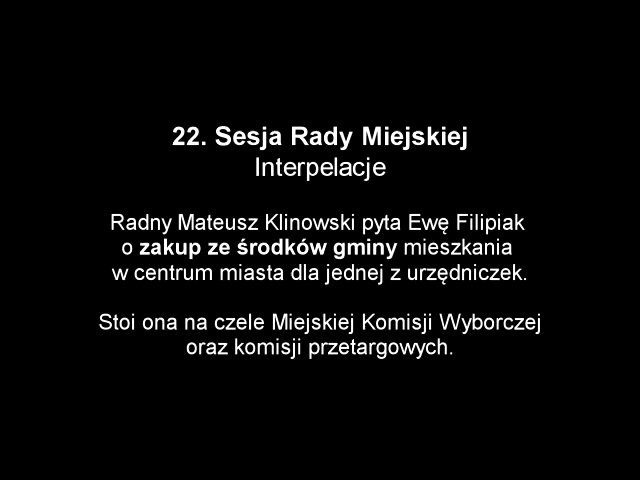 22. Sesja Rady Miejskiej
Interpelacje
Radny Mateusz Klinowski pyta Ewę Filipiak
o zakup ze środków gminy mieszkania
w centrum miasta dla jednej z urzędniczek.
Stoi ona na czele Miejskiej Komisji Wyborczej
oraz komisji przetargowych.